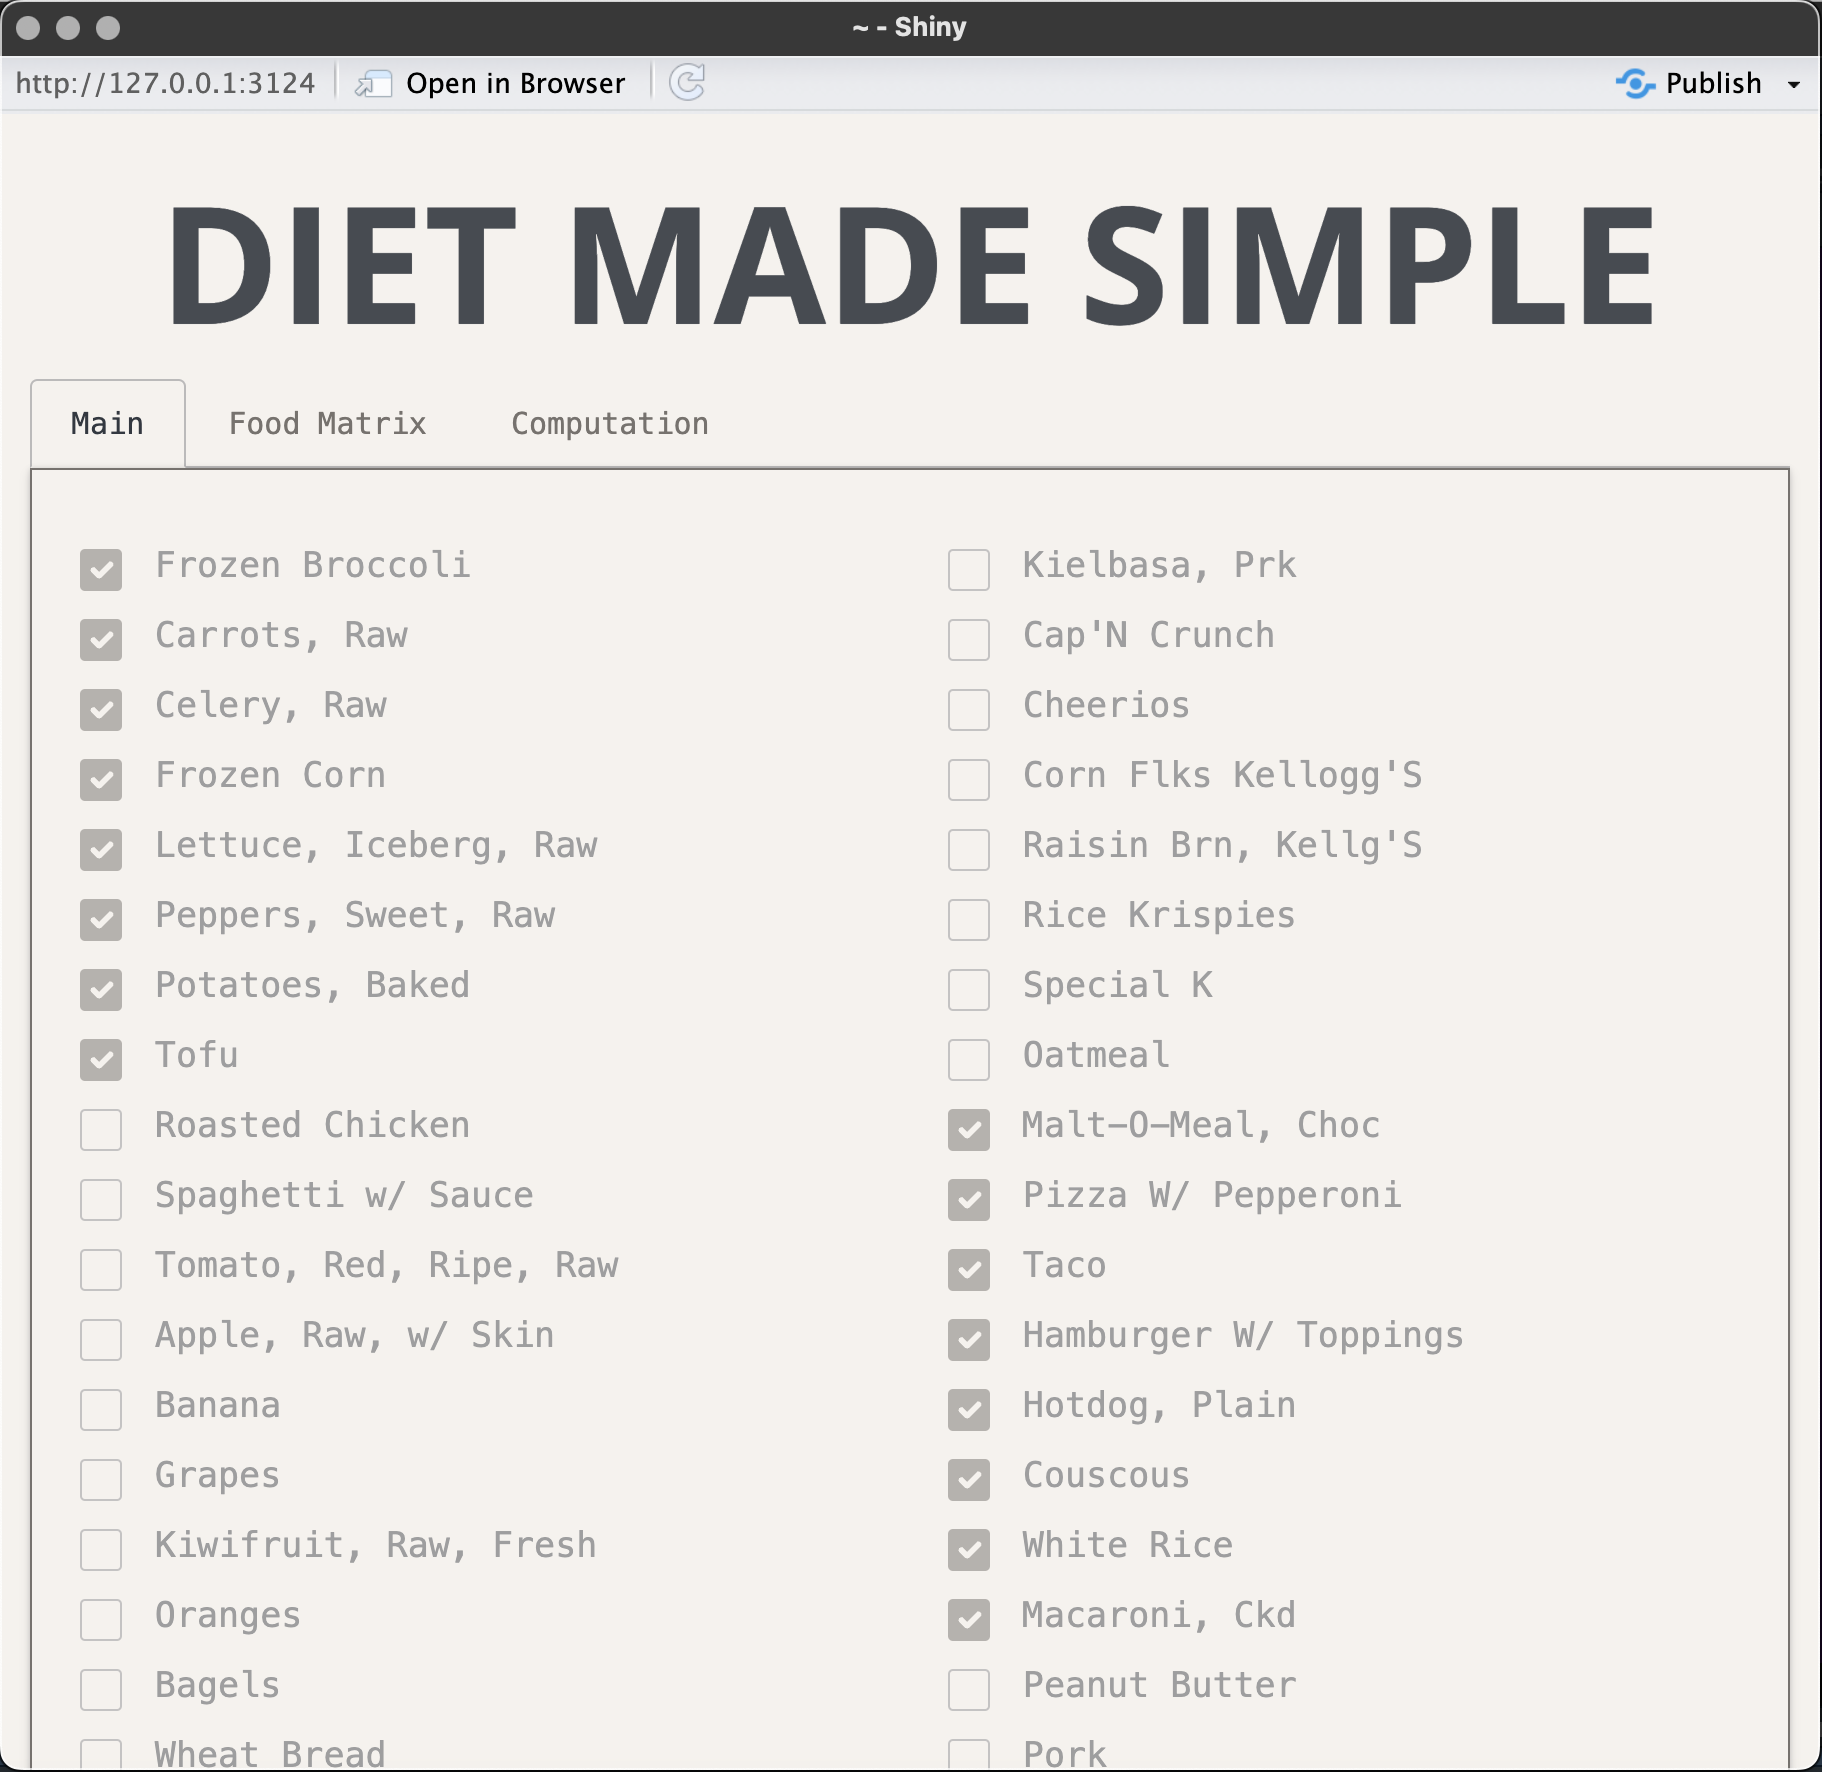 ~ - Shiny
http://127.0.0.1:3124 Open in Browser Publish
DIET MADE SIMPLE
Main Food Matrix Computation
Frozen Broccoli
Carrots, Raw
Celery, Raw
Frozen Corn
Lettuce, Iceberg, Raw
Peppers, Sweet, Raw
Potatoes, Baked
Tofu
Roasted Chicken
Spaghetti w/ Sauce
Tomato, Red, Ripe, Raw
Apple, Raw, w/ Skin
Banana
Grapes
Kiwifruit, Raw, Fresh
Oranges
Bagels
Wheat Bread
Kielbasa, Prk
Cap'N Crunch
Cheerios
Corn Flks Kellogg'S
Raisin Brn, Kellg'S
Rice Krispies
Special K
Oatmeal
Malt-O-Meal, Choc
Pizza W/ Pepperoni
Taco
Hamburger W/ Toppings
Hotdog, Plain
Couscous
White Rice
Macaroni, Ckd
Peanut Butter
Pork